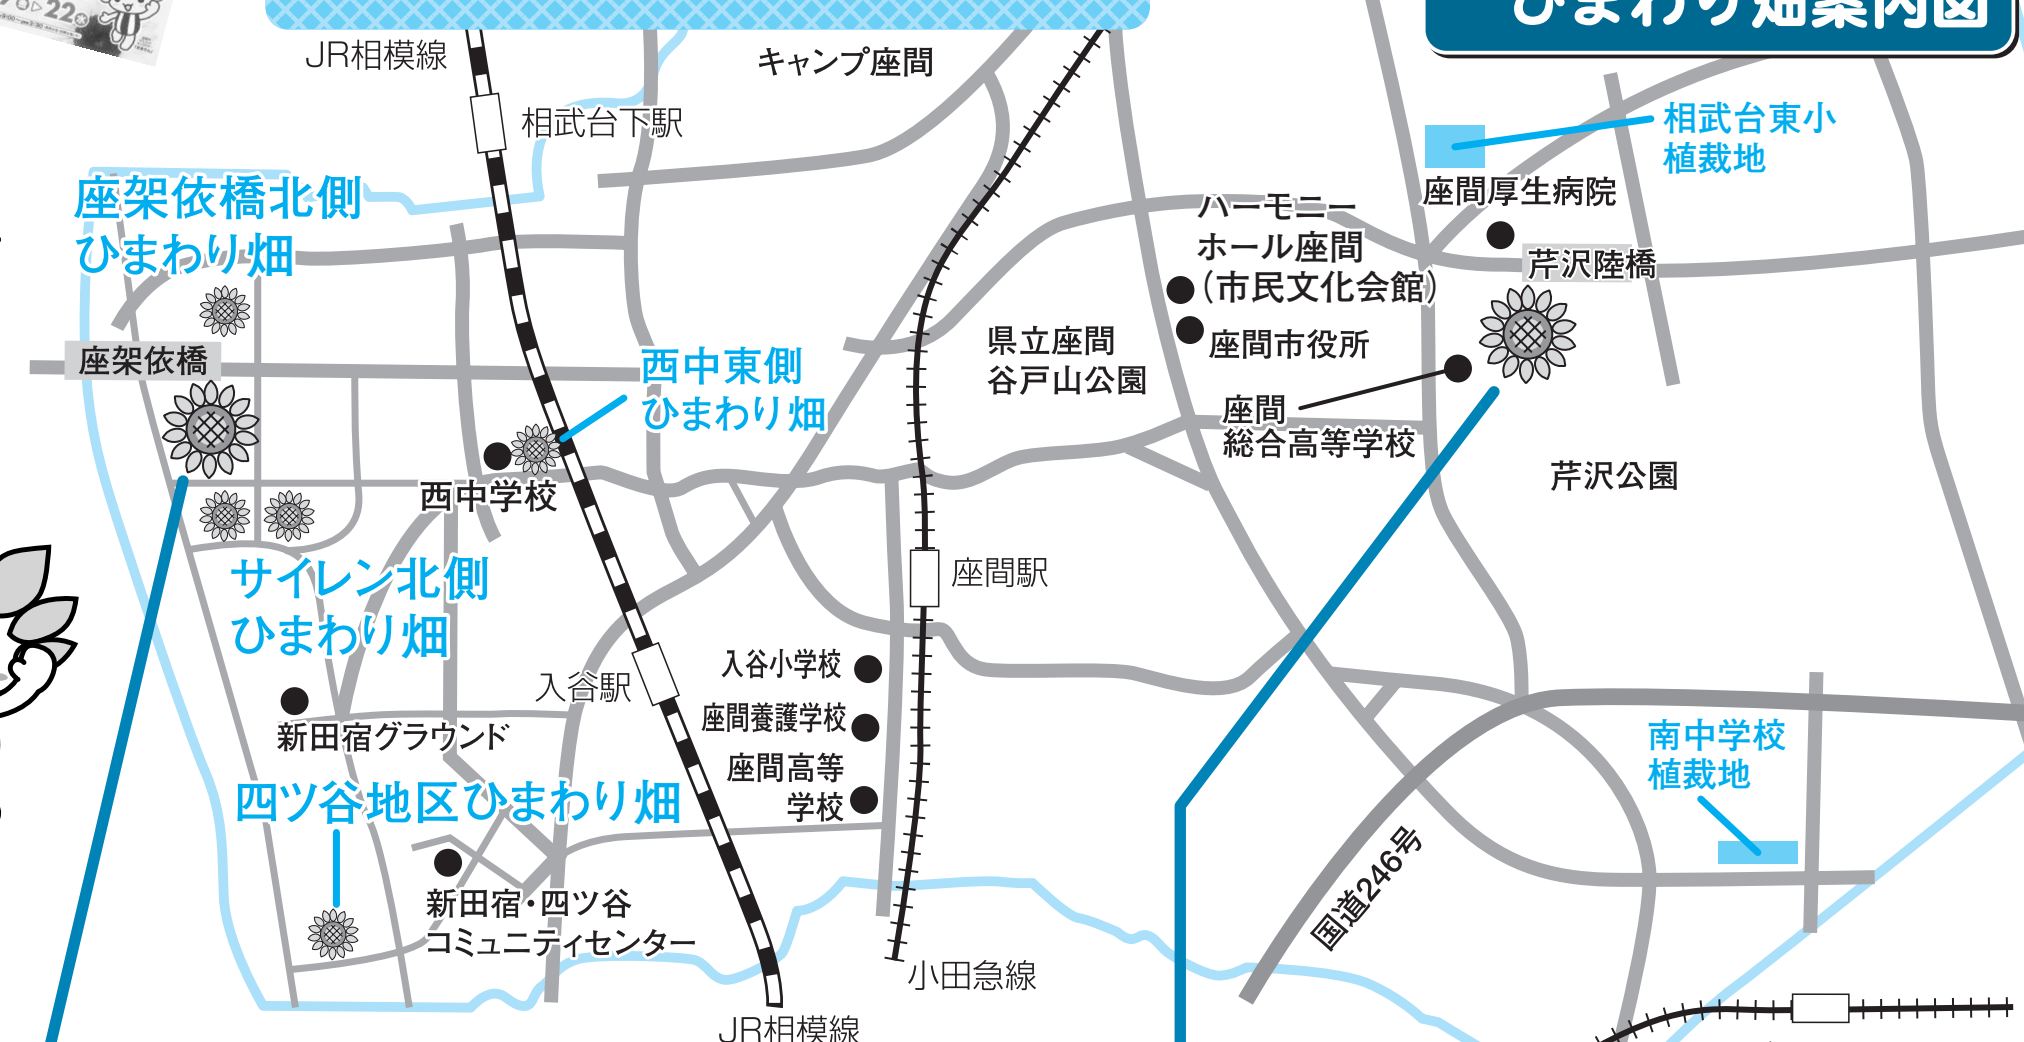 22
ひまわり畑案内図
JR相模線
キャンプ座間
相武台下駅
相武台東小
植裁地
座架依橋北側
ひまわり畑
座間厚生病院
ハーモニー
ホール座間
(市民文化会館)
芹沢陸橋
座架依橋
西中東側
ひまわり畑
県立座間
谷戸山公園
座間市役所
座間
総合高等学校
西中学校
芹沢公園
サイレン北側
ひまわり畑
座間駅
入谷駅
入谷小学校
新田宿グラウンド
座間養護学校
座間高等
学校
南中学校
植裁地
四ツ谷地区ひまわり畑
国道246号
新田宿・四ツ谷
コミュニティセンター
小田急線
JR相模線